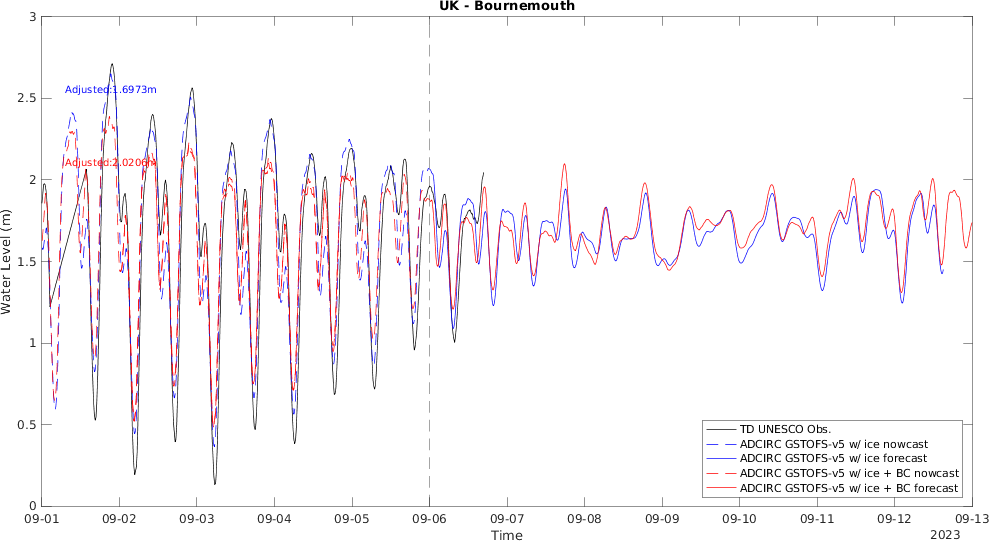 UK - Bournemouth
Water Level (m)
3
2.5
2
1.5
1
0.5
0
Adjusted:1.6973m
Adjusted:2.0206m
TD UNESCO Obs.
ADCIRC GSTOFS-v5 w/ ice nowcast
ADCIRC GSTOFS-v5 w/ ice forecast
ADCIRC GSTOFS-v5 w/ ice + BC nowcast
ADCIRC GSTOFS-v5 w/ ice + BC forecast
09-01 09-02 09-03 09-04 09-05 09-06 09-07 09-08 09-09 09-10 09-11 09-12 09-13
Time
2023